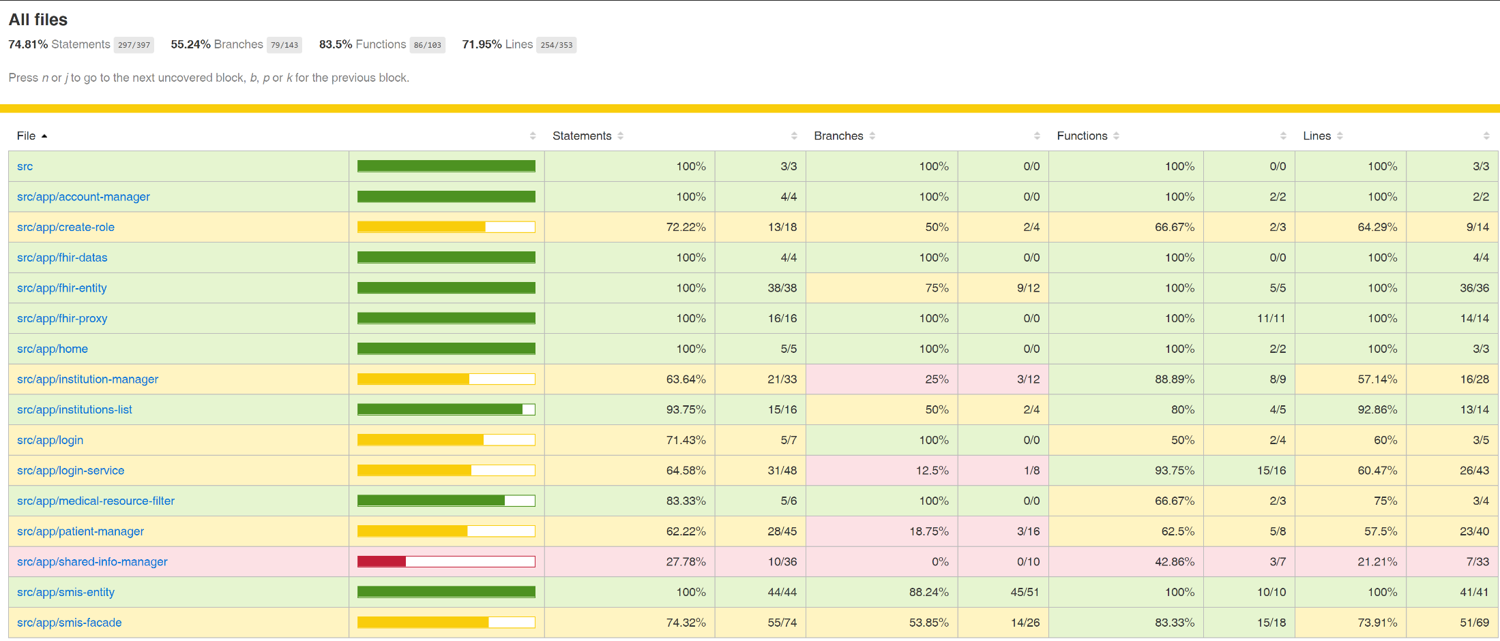 All files
74.81% Statements 297/397 55.24% Branches 79/143 83.5% Functions 86/103 71.95% Lines 254/353
Press n or j to go to the next uncovered block, b, p or k for the previous block.
File Statements Branches Functions Lines
src 100% 3/3 100% 0/0 100% 0/0 100% 3/3
src/app/account-manager 100% 4/4 100% 0/0 100% 2/2 100% 2/2
src/app/create-role 72.22% 13/18 50% 2/4 66.67% 2/3 64.29% 9/14
src/app/fhir-datas 100% 4/4 100% 0/0 100% 0/0 100% 4/4
src/app/fhir-entity 100% 38/38 75% 9/12 100% 5/5 100% 36/36
src/app/fhir-proxy 100% 16/16 100% 0/0 100% 11/11 100% 14/14
src/app/home 100% 5/5 100% 0/0 100% 2/2 100% 3/3
src/app/institution-manager 63.64% 21/33 25% 3/12 88.89% 8/9 57.14% 16/28
src/app/institutions-list 93.75% 15/16 50% 2/4 80% 4/5 92.86% 13/14
src/app/login 71.43% 5/7 100% 0/0 50% 2/4 60% 3/5
src/app/login-service 64.58% 31/48 12.5% 1/8 93.75% 15/16 60.47% 26/43
src/app/medical-resource-filter 83.33% 5/6 100% 0/0 66.67% 2/3 75% 3/4
src/app/patient-manager 62.22% 28/45 18.75% 3/16 62.5% 5/8 57.5% 23/40
src/app/shared-info-manager 27.78% 10/36 0% 0/10 42.86% 3/7 21.21% 7/33
src/app/smis-entity 100% 44/44 88.24% 45/51 100% 10/10 100% 41/41
src/app/smis-facade 74.32% 55/74 53.85% 14/26 83.33% 15/18 73.91% 51/69